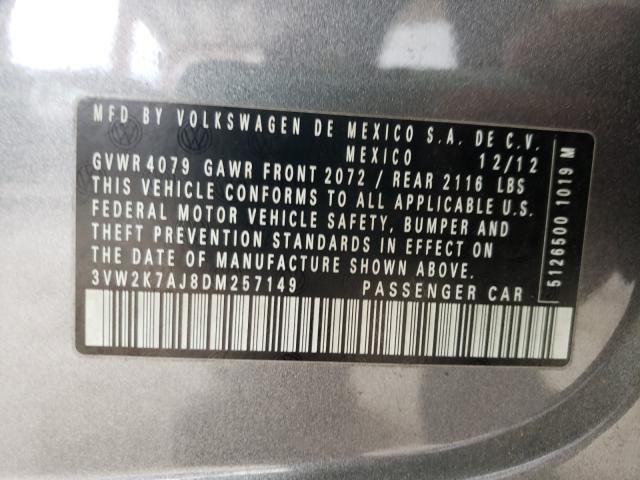 MFD BY VOLKSWAGEN DE MEXICO S.A. DE C.V.
MEXICO 12/12
GVWR 4079 GAWR FRONT 2072 / REAR 2116 LBS
THIS VEHICLE CONFORMS TO ALL APPLICABLE U.S.
FEDERAL MOTOR VEHICLE SAFETY, BUMPER AND
THEFT PREVENTION STANDARDS IN EFFECT ON
THE DATE OF MANUFACTURE SHOWN ABOVE.
3VW2K7AJ8DM257149 PASSENGER CAR
5126500 1019 M